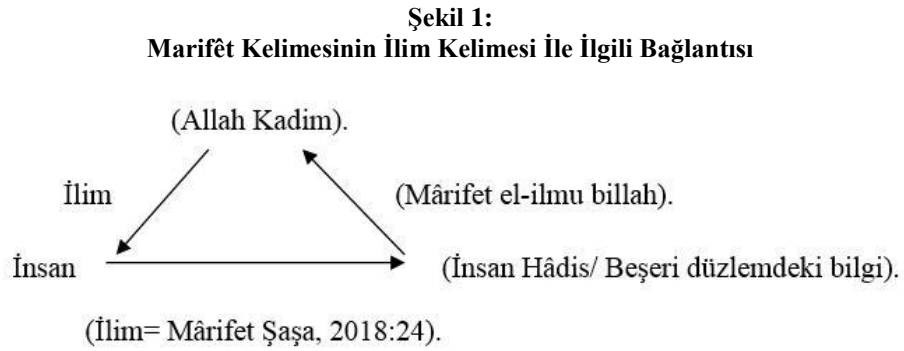 Şekil 1:
Marifêt Kelimesinin İlim Kelimesi İle İlgili Bağlantısı
(Allah Kadim).
İlim
(Mârifet el-ilmu billah).
İnsan
(İnsan Hâdis/ Beşeri düzlemdeki bilgi).
(İlim= Mârifet Şaşa, 2018:24).